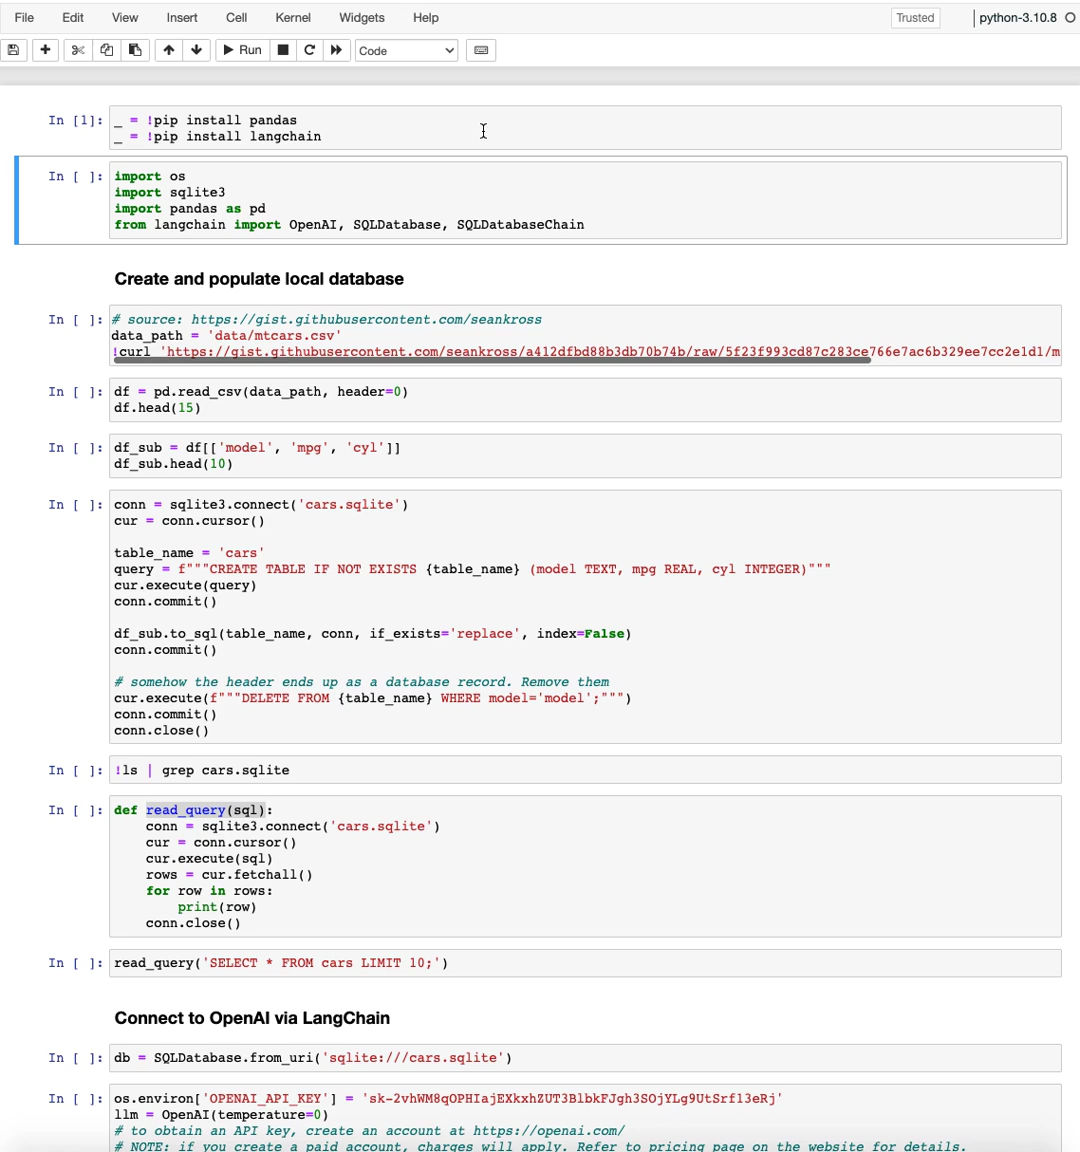 File Edit View Insert Cell Kernel Widgets Help Trusted python-3.10.8
Run Code
In [1]: _ = !pip install pandas
_ = !pip install langchain
In [ ]: import os
import sqlite3
import pandas as pd
from langchain import OpenAI, SQLDatabase, SQLDatabaseChain
Create and populate local database
In [ ]: # source: https://gist.githubusercontent.com/seankross
data_path = 'data/mtcars.csv'
!curl 'https://gist.githubusercontent.com/seankross/a412dfbd88b3db70b74b/raw/5f23f993cd87c283ce766e7ac6b329ee7cc2e1d1/m
In [ ]: df = pd.read_csv(data_path, header=0)
df.head(15)
In [ ]: df_sub = df[['model', 'mpg', 'cyl']]
df_sub.head(10)
In [ ]: conn = sqlite3.connect('cars.sqlite')
cur = conn.cursor()
table_name = 'cars'
query = f"""CREATE TABLE IF NOT EXISTS {table_name} (model TEXT, mpg REAL, cyl INTEGER)"""
cur.execute(query)
conn.commit()
df_sub.to_sql(table_name, conn, if_exists='replace', index=False)
conn.commit()
# somehow the header ends up as a database record. Remove them
cur.execute(f"""DELETE FROM {table_name} WHERE model='model';""")
conn.commit()
conn.close()
In [ ]: !ls | grep cars.sqlite
In [ ]: def read_query(sql):
conn = sqlite3.connect('cars.sqlite')
cur = conn.cursor()
cur.execute(sql)
rows = cur.fetchall()
for row in rows:
print(row)
conn.close()
In [ ]: read_query('SELECT * FROM cars LIMIT 10;')
Connect to OpenAI via LangChain
In [ ]: db = SQLDatabase.from_uri('sqlite:///cars.sqlite')
In [ ]: os.environ['OPENAI_API_KEY'] =
llm = OpenAI(temperature=0)
# to obtain an API key, create an account at https://openai.com/
# NOTE: if you create a paid account, charges will apply. Refer to pricing page on the website for details.